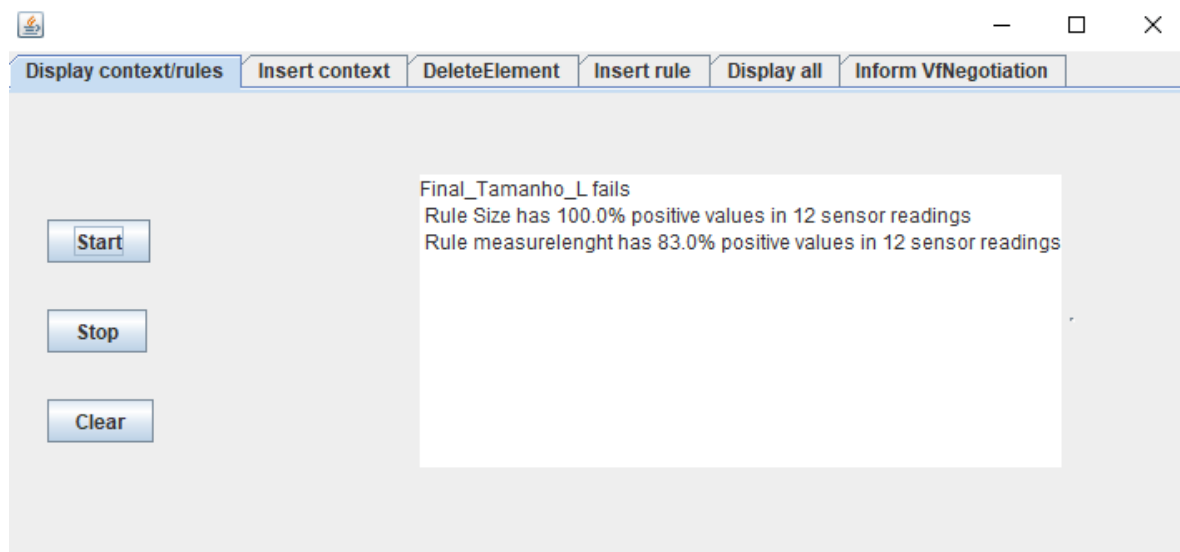 Display context/rules Insert context DeleteElement Insert rule Display all Inform VfNegotiation
Final_Tamanho_L fails
Rule Size has 100.0% positive values in 12 sensor readings
Rule measurelenght has 83.0% positive values in 12 sensor readings
Start
Stop
Clear